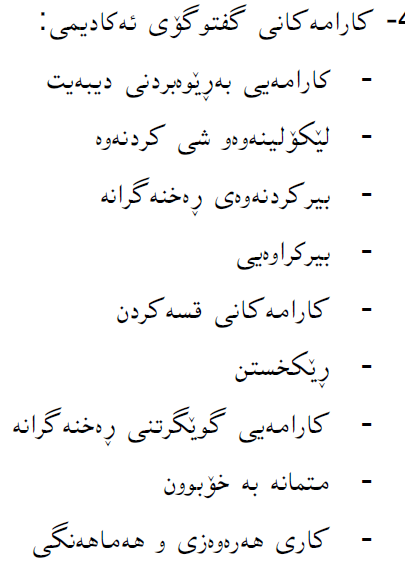 4- کارامەکانی گفتوگۆی ئەکادیمی:
- کارامەیی بەڕێوەبردنی دیبەیت
- لێکۆلینەوەو شی کردنەوە
- بیرکردنەوەی ڕەخنەگرانە
- بیرکراوەیی
- کارامەکانی قسەکردن
- ڕێکخستن
- کارامەیی گوێگرتنی ڕەخنەگرانە
- متمانە بە خۆبوون
- کاری هەرەوەزی و هەماهەنگی